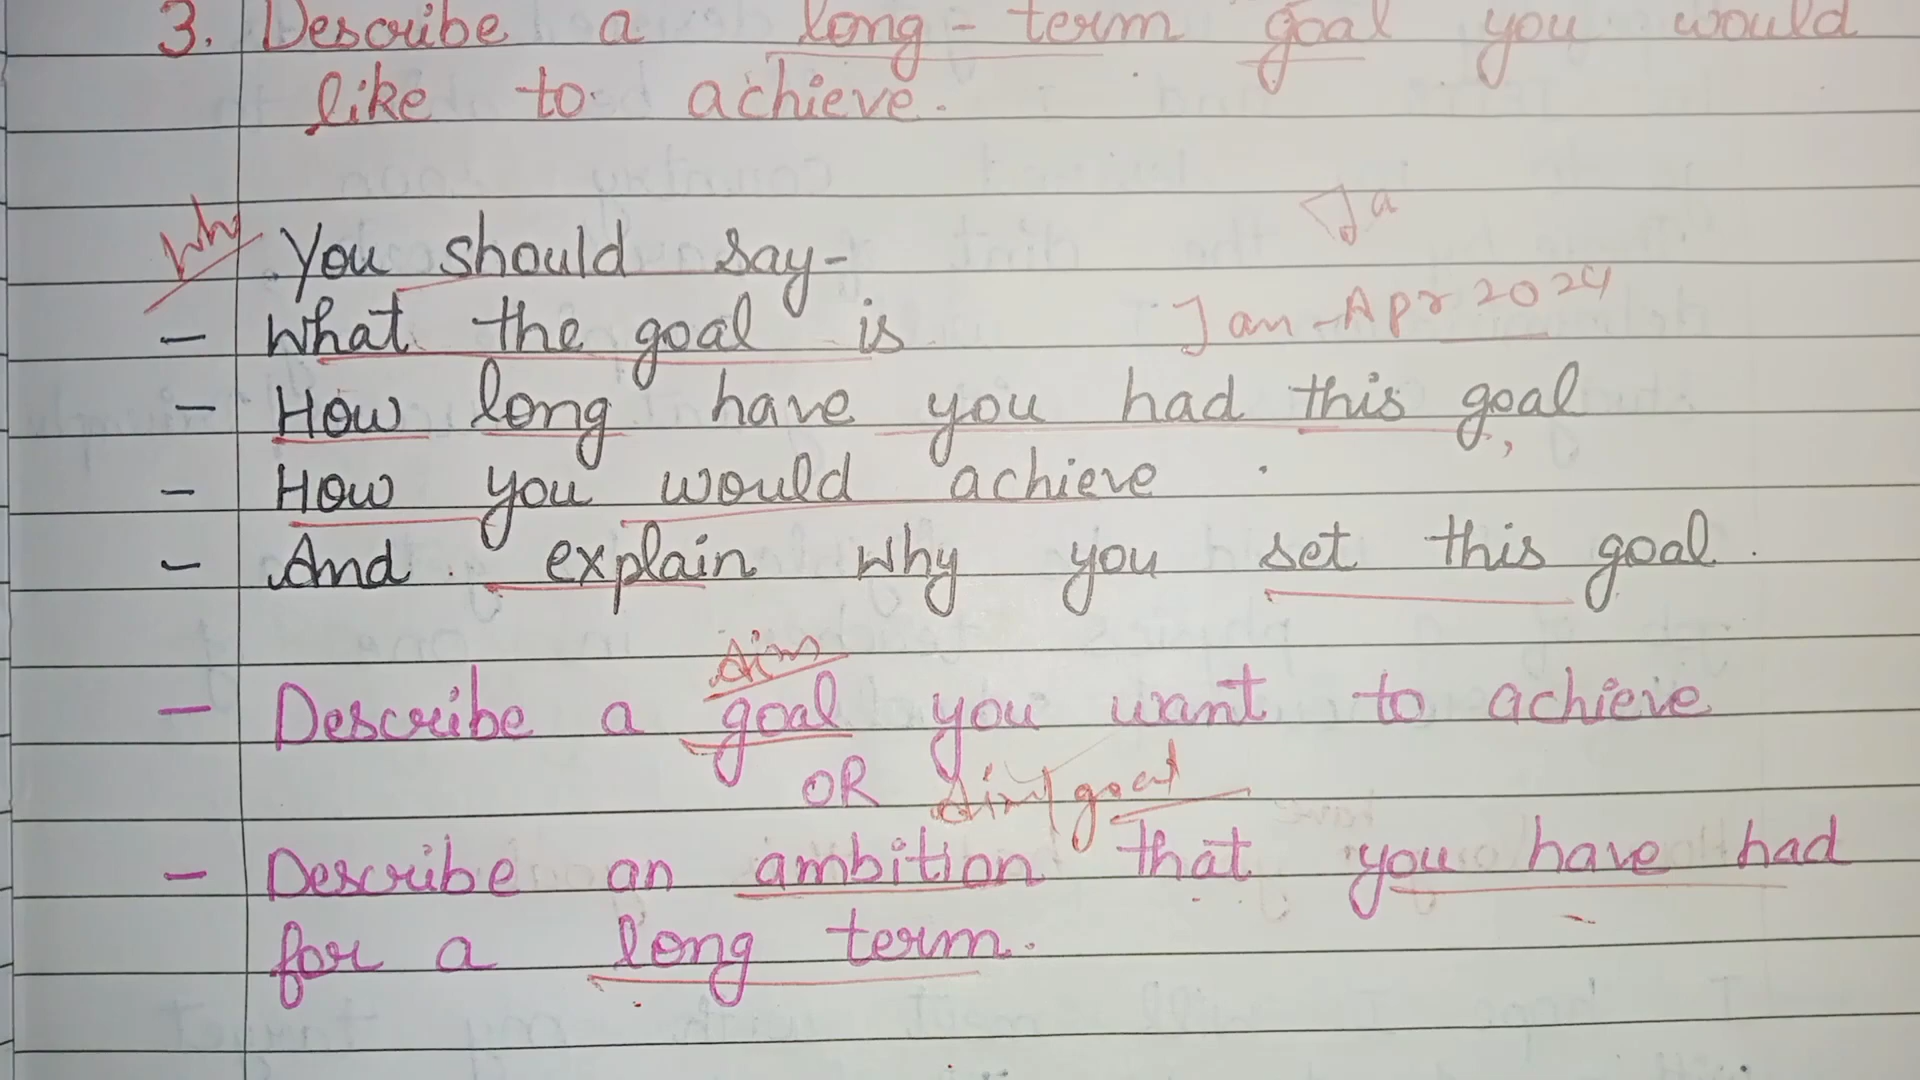 3. Describe a long-term goal you would
like to achieve.
Ja
Why You should say-
- What the goal is
Jan-Apr 2024
- How long have you had this goal,
- How you would achieve
- And explain why you set this goal.
Aim
- Describe a goal you want to achieve
OR Aim/goal
- Describe an ambition that you have had
for a long term.